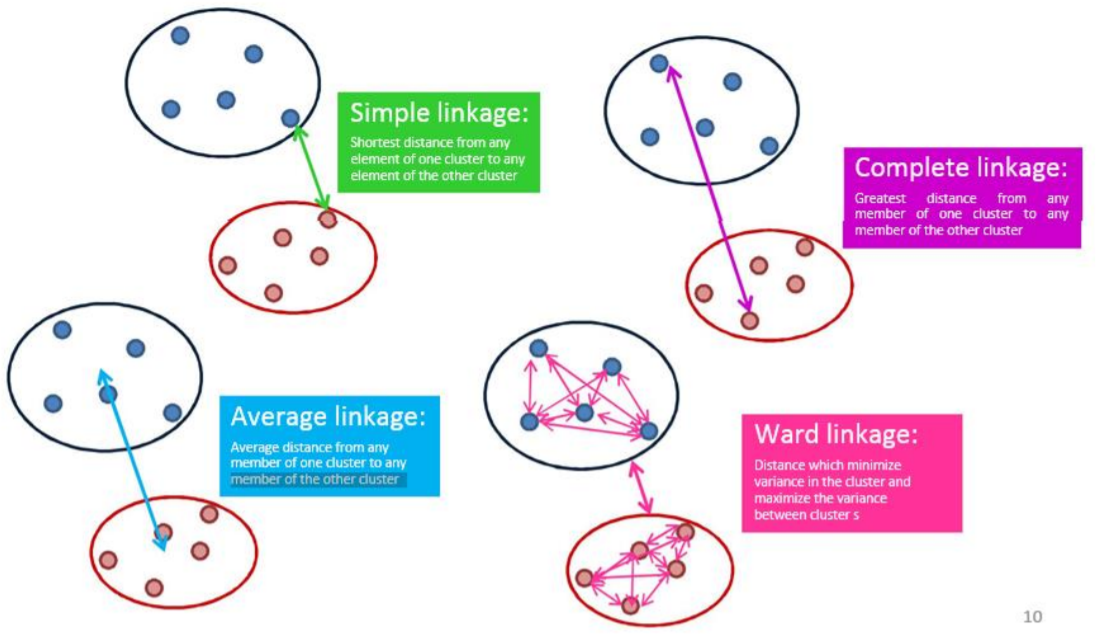 Simple linkage:
Shortest distance from any
element of one cluster to any
element of the other cluster
Complete linkage:
Greatest distance from any
member of one cluster to any
member of the other cluster
Average linkage:
Average distance from any
member of one cluster to any
member of the other cluster
Ward linkage:
Distance which minimize
variance in the cluster and
maximize the variance
between cluster s
10